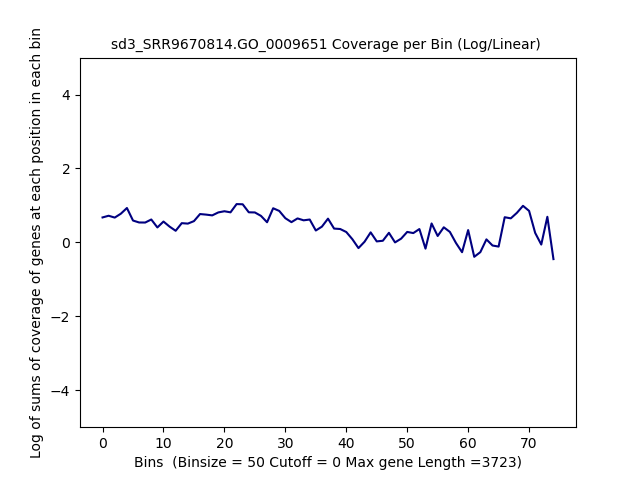 sd3_SRR9670814.GO_0009651 Coverage per Bin (Log/Linear)
Log of sums of coverage of genes at each position in each bin
4
2
0
−2
−4
0 10 20 30 40 50 60 70
Bins  (Binsize = 50 Cutoff = 0 Max gene Length =3723)